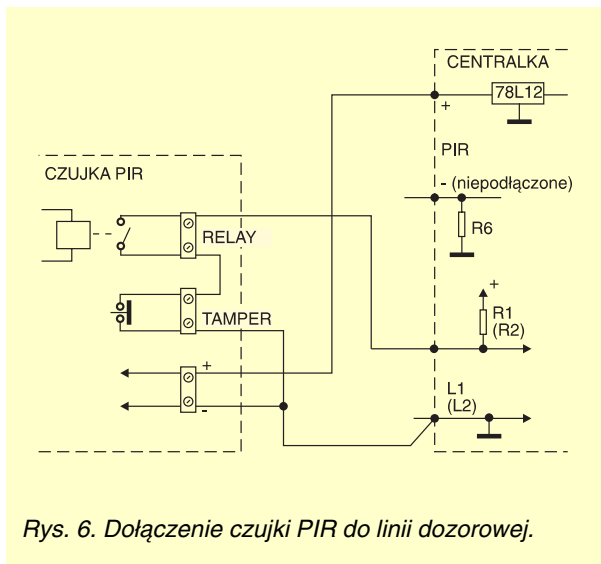 CENTRALKA
78L12
+
PIR
- (niepodłączone)
R6
CZUJKA PIR
RELAY
TAMPER
+
-
+
R1
(R2)
L1
(L2)
Rys. 6. Dołączenie czujki PIR do linii dozorowej.